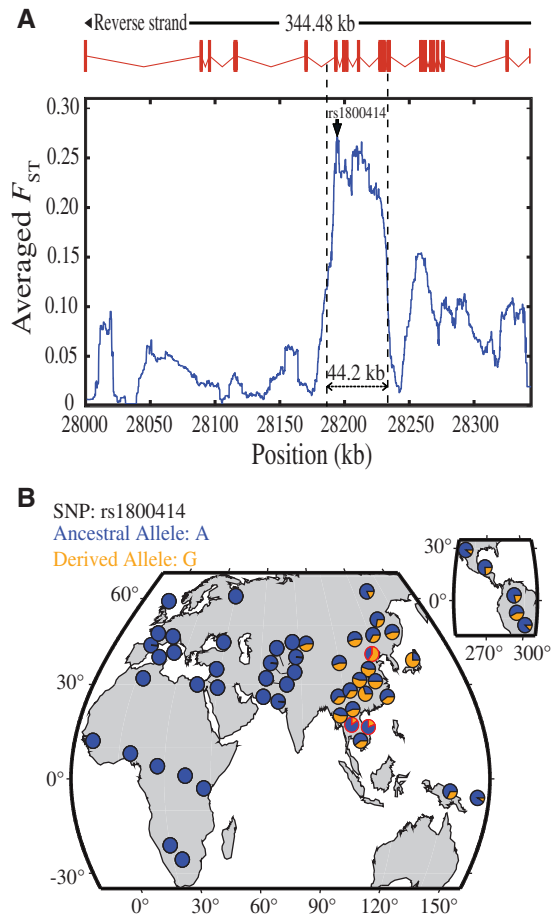 A
Reverse strand
344.48 kb
rs1800414
0.30
0.25
0.20
0.15
0.10
0.05
0
Averaged F_ST
44.2 kb
28000 28050 28100 28150 28200 28250 28300
Position (kb)
B
SNP: rs1800414
Ancestral Allele: A
Derived Allele: G
60°
30°
0°
-30°
0° 30° 60° 90° 120° 150°
30°
0°
270° 300°